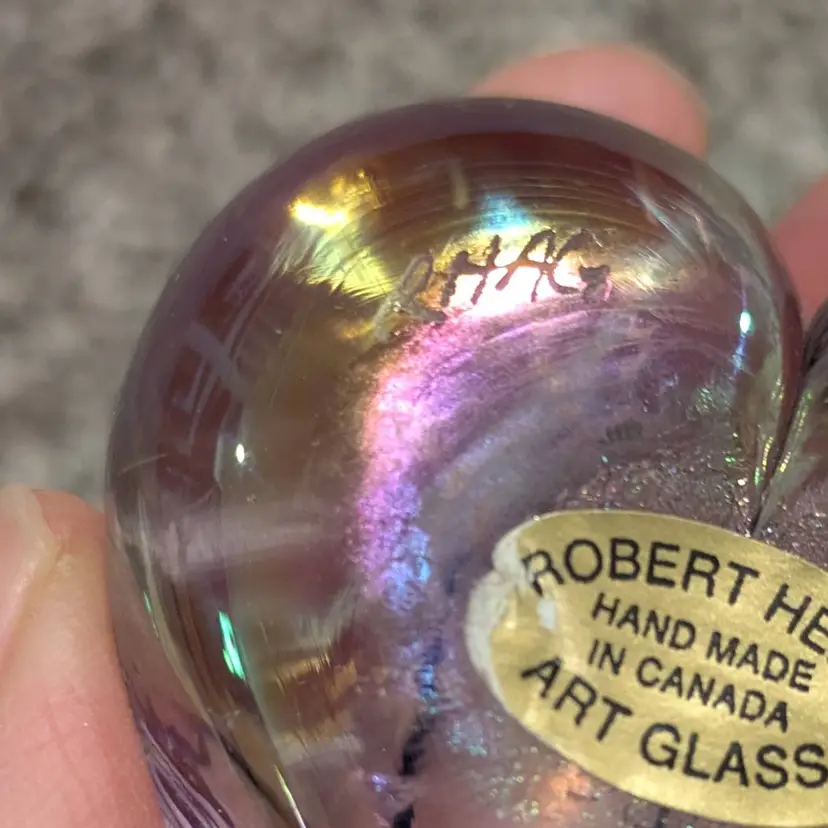 RHAG
ROBERT HE
HAND MADE
IN CANADA
ART GLASS